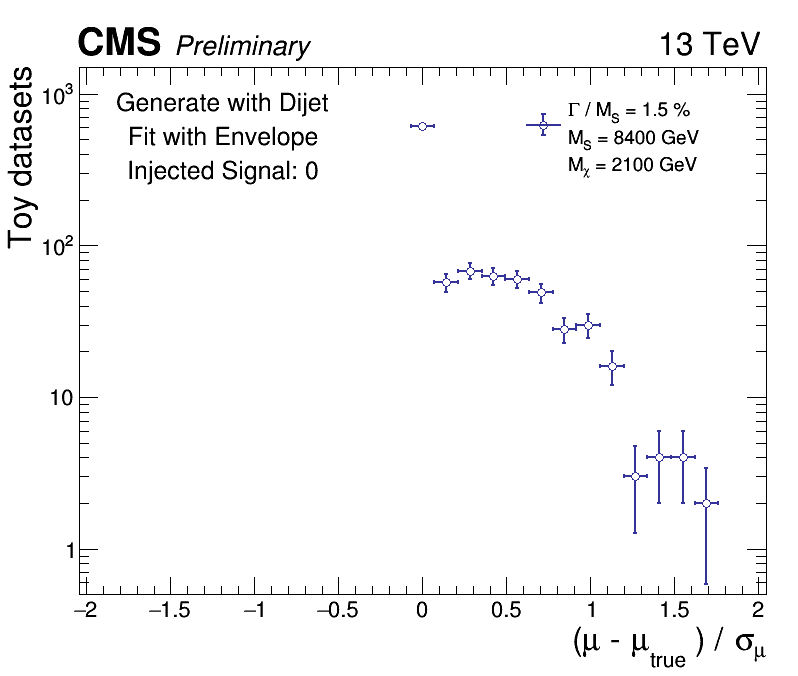 CMS Preliminary 13 TeV
Toy datasets
10³
10²
10
1
Generate with Dijet
Fit with Envelope
Injected Signal: 0
Γ / M_S = 1.5 %
M_S = 8400 GeV
M_χ = 2100 GeV
−2 −1.5 −1 −0.5 0 0.5 1 1.5 2
(μ - μ_true) / σ_μ